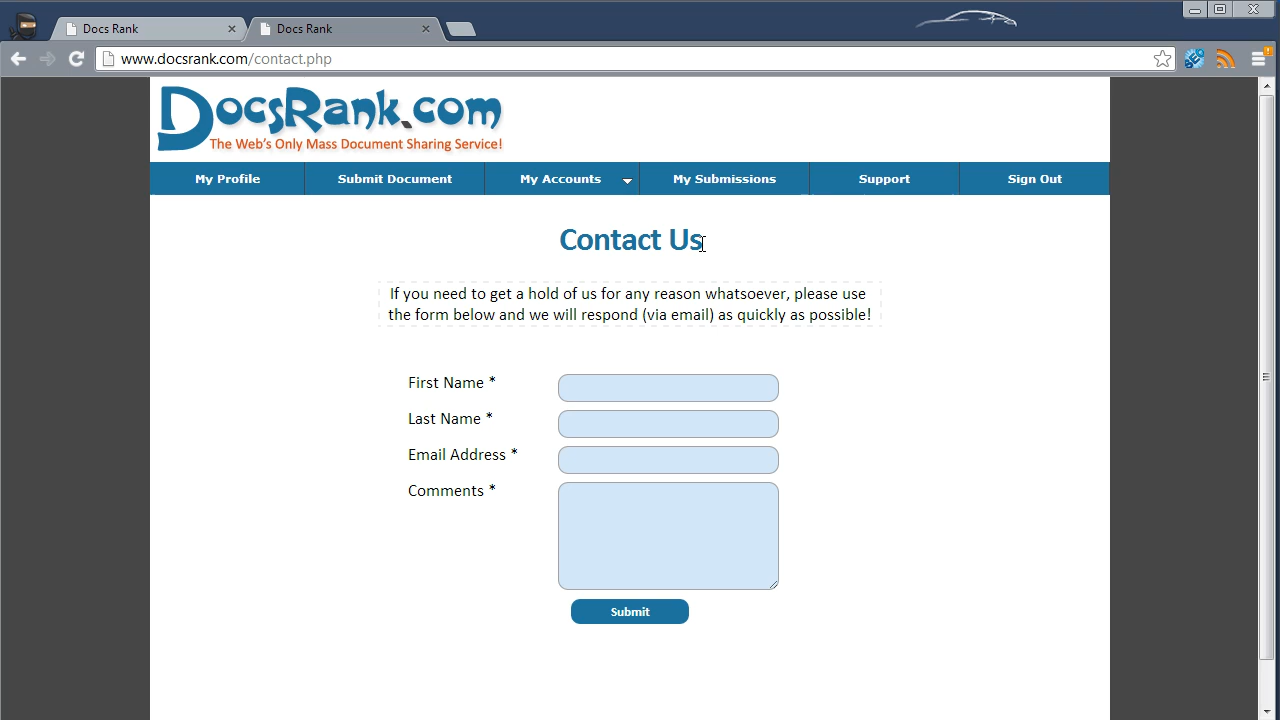 Docs Rank
Docs Rank
www.docsrank.com/contact.php
DocsRank.com
The Web's Only Mass Document Sharing Service!
My Profile
Submit Document
My Accounts
My Submissions
Support
Sign Out
Contact Us
If you need to get a hold of us for any reason whatsoever, please use
the form below and we will respond (via email) as quickly as possible!
First Name *
Last Name *
Email Address *
Comments *
Submit